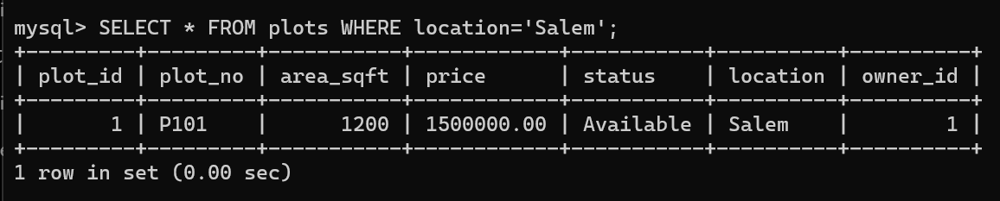 mysql> SELECT * FROM plots WHERE location='Salem';
+---------+---------+-----------+------------+-----------+----------+----------+
| plot_id | plot_no | area_sqft | price      | status    | location | owner_id |
+---------+---------+-----------+------------+-----------+----------+----------+
|       1 | P101    |      1200 | 1500000.00 | Available | Salem    |        1 |
+---------+---------+-----------+------------+-----------+----------+----------+
1 row in set (0.00 sec)